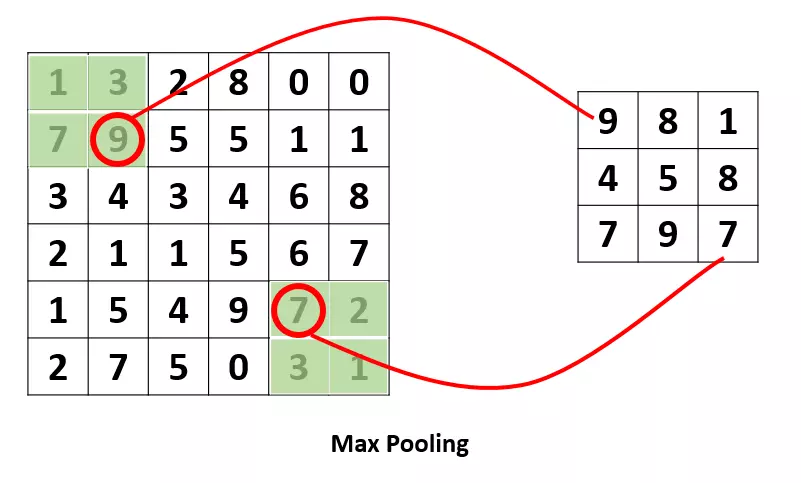 1 3 2 8 0 0
7 9 5 5 1 1
3 4 3 4 6 8
2 1 1 5 6 7
1 5 4 9 7 2
2 7 5 0 3 1
9 8 1
4 5 8
7 9 7
Max Pooling